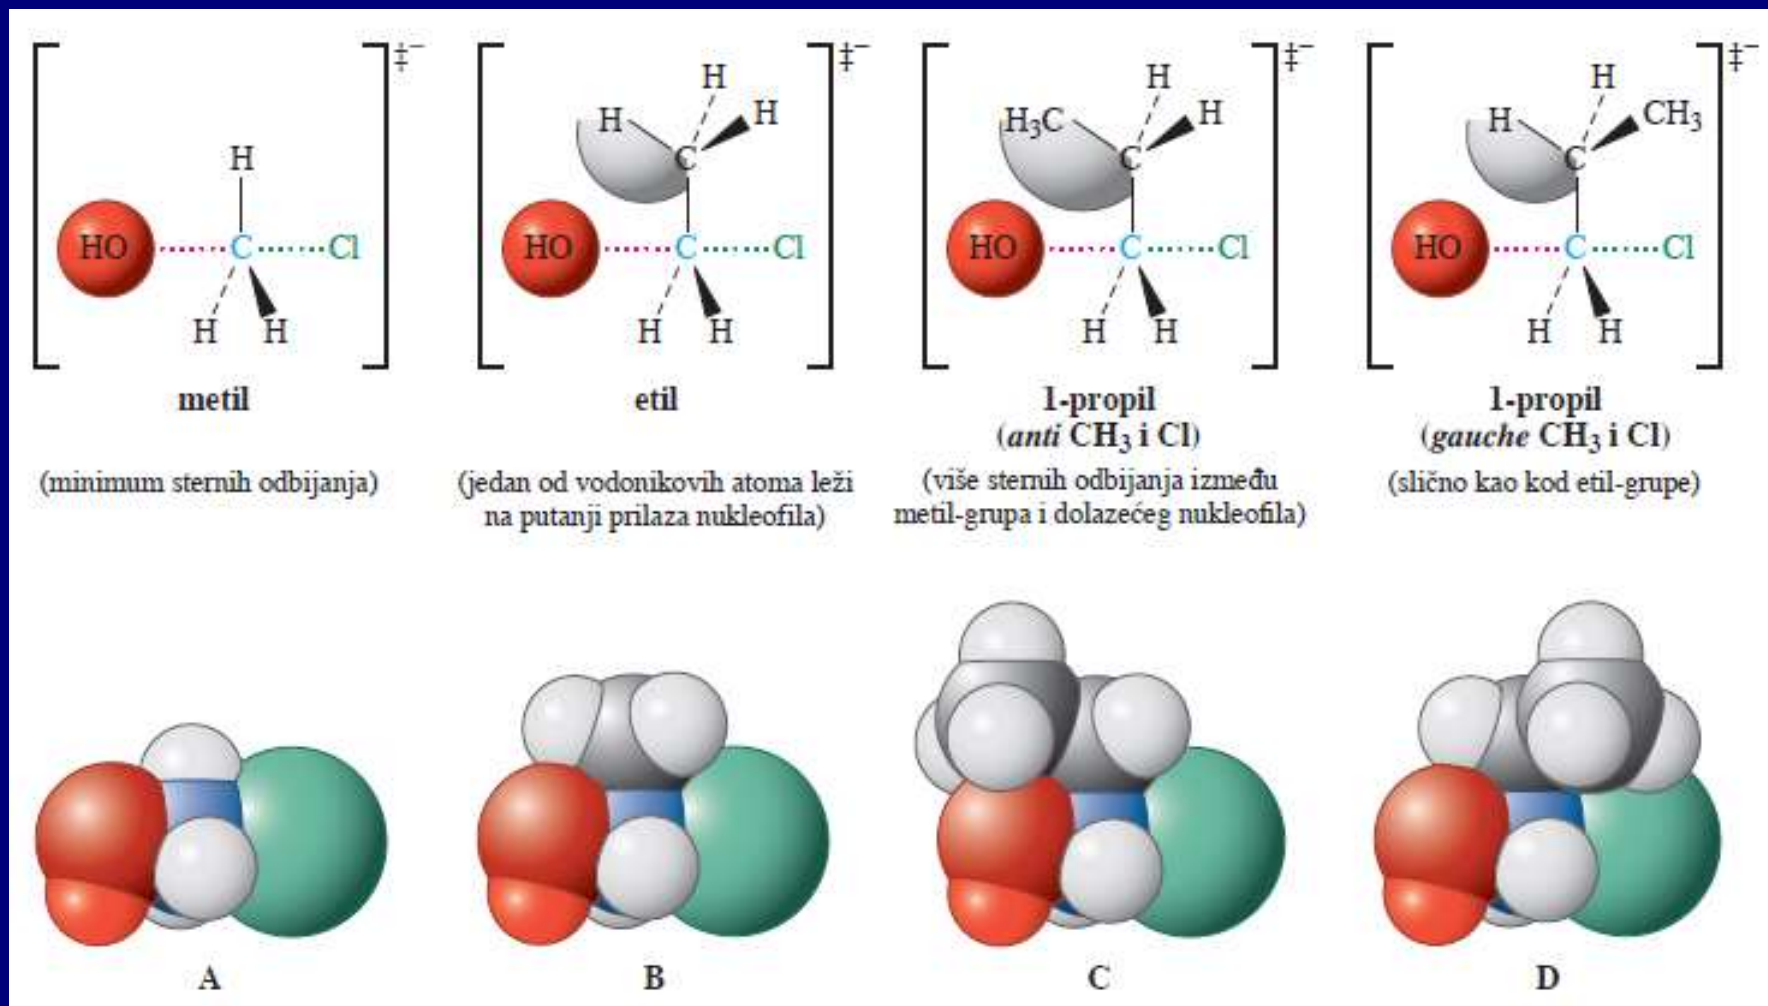 ‡−
H
HO
C
Cl
H
H
metil
(minimum sternih odbijanja)
‡−
H
H
H
C
HO
C
Cl
H
H
etil
(jedan od vodonikovih atoma leži
na putanji prilaza nukleofila)
‡−
H
H₃C
H
C
HO
C
Cl
H
H
1-propil
(anti CH₃ i Cl)
(više sternih odbijanja između
metil-grupa i dolazećeg nukleofila)
‡−
H
H
CH₃
C
HO
C
Cl
H
H
1-propil
(gauche CH₃ i Cl)
(slično kao kod etil-grupe)
A
B
C
D